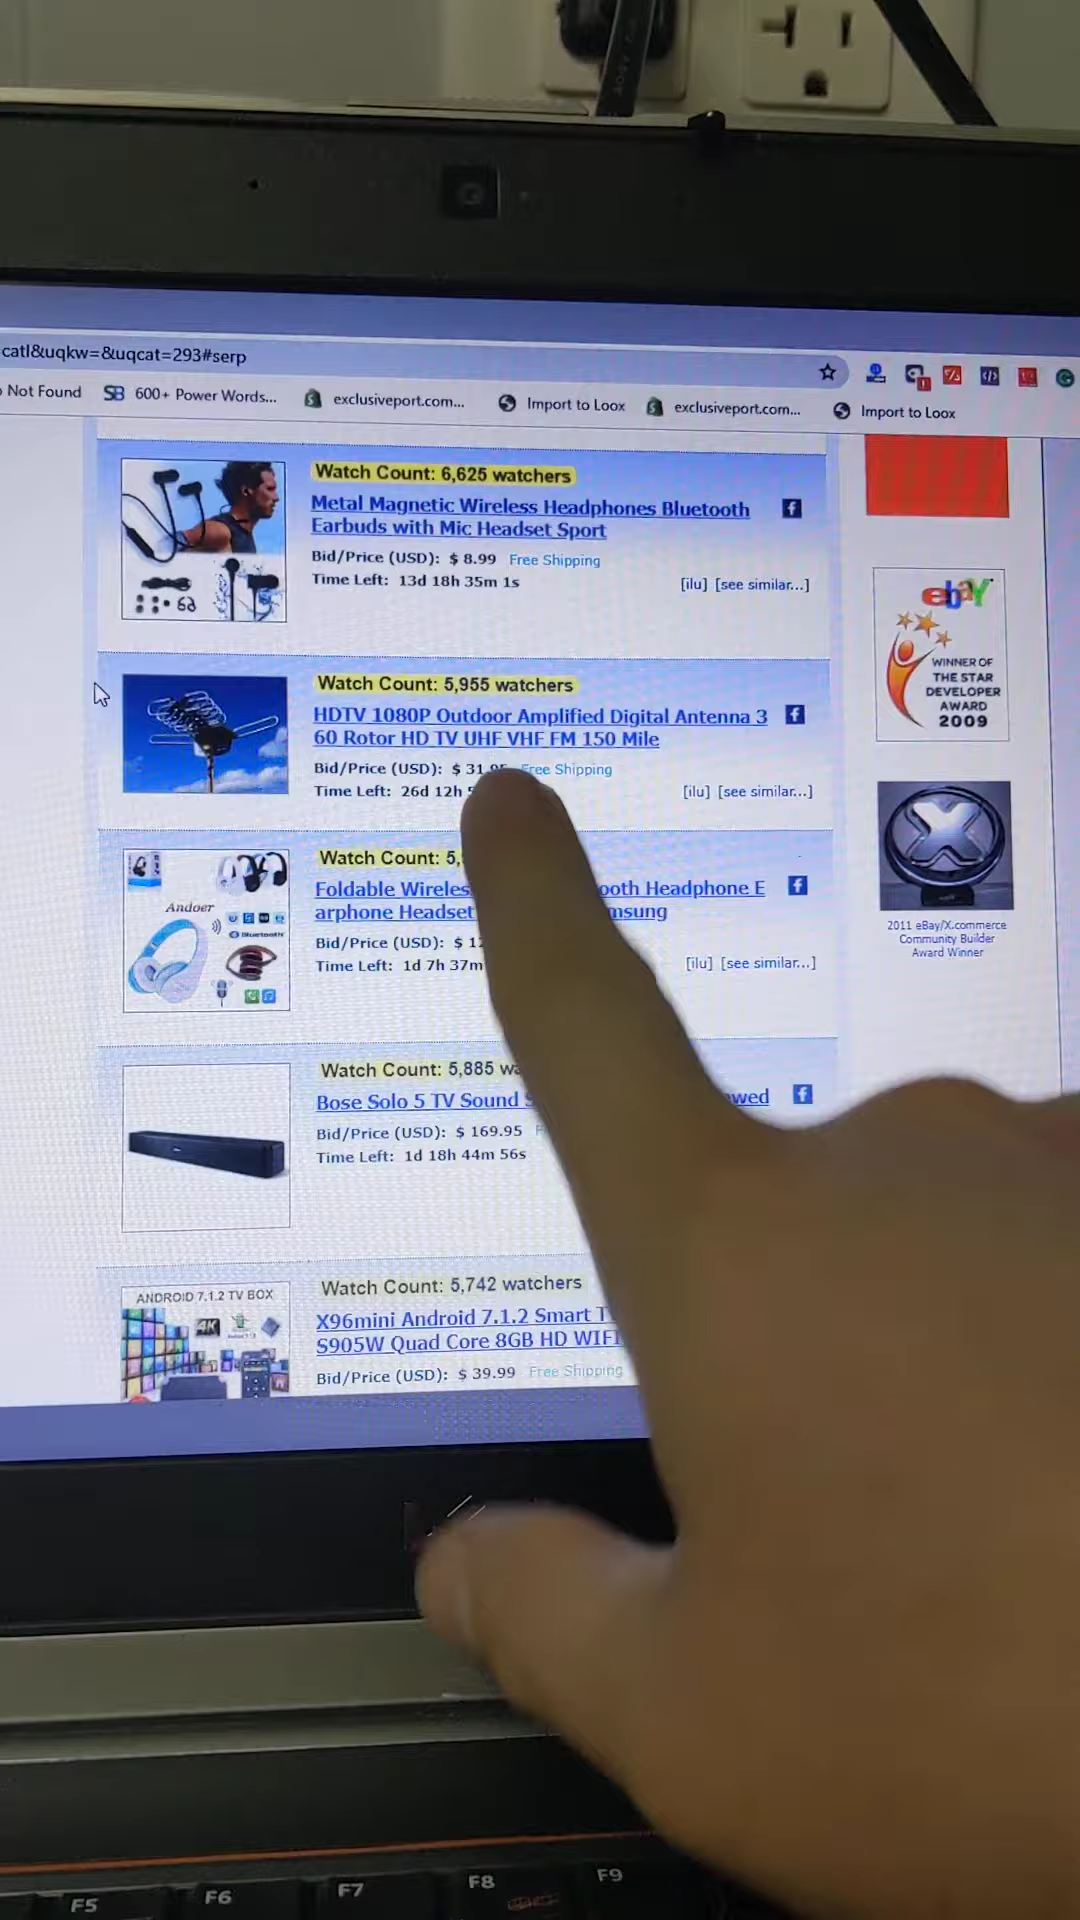 catl&uqkw=&uqcat=293#serp
Not Found
SB 600+ Power Words...
exclusiveport.com...
Import to Loox
exclusiveport.com...
Import to Loox
Watch Count: 6,625 watchers
Metal Magnetic Wireless Headphones Bluetooth
Earbuds with Mic Headset Sport
Bid/Price (USD): $ 8.99 Free Shipping
Time Left: 13d 18h 35m 1s
[ilu] [see similar...]
Watch Count: 5,955 watchers
HDTV 1080P Outdoor Amplified Digital Antenna 3
60 Rotor HD TV UHF VHF FM 150 Mile
Bid/Price (USD): $ 31.95 Free Shipping
Time Left: 26d 12h
[ilu] [see similar...]
Andoer
Bluetooth
Watch Count: 5,
Foldable Wireles ooth Headphone E
arphone Headset msung
Bid/Price (USD): $ 12
Time Left: 1d 7h 37m
[ilu] [see similar...]
Watch Count: 5,885 wa
Bose Solo 5 TV Sound S wed
Bid/Price (USD): $ 169.95 F
Time Left: 1d 18h 44m 56s
ANDROID 7.1.2 TV BOX
4K
Watch Count: 5,742 watchers
X96mini Android 7.1.2 Smart T
S905W Quad Core 8GB HD WIFI
Bid/Price (USD): $ 39.99 Free Shipping
ebay
WINNER OF
THE STAR
DEVELOPER
AWARD
2009
X
2011 eBay/X.commerce
Community Builder
Award Winner
F5
F6
F7
F8
F9